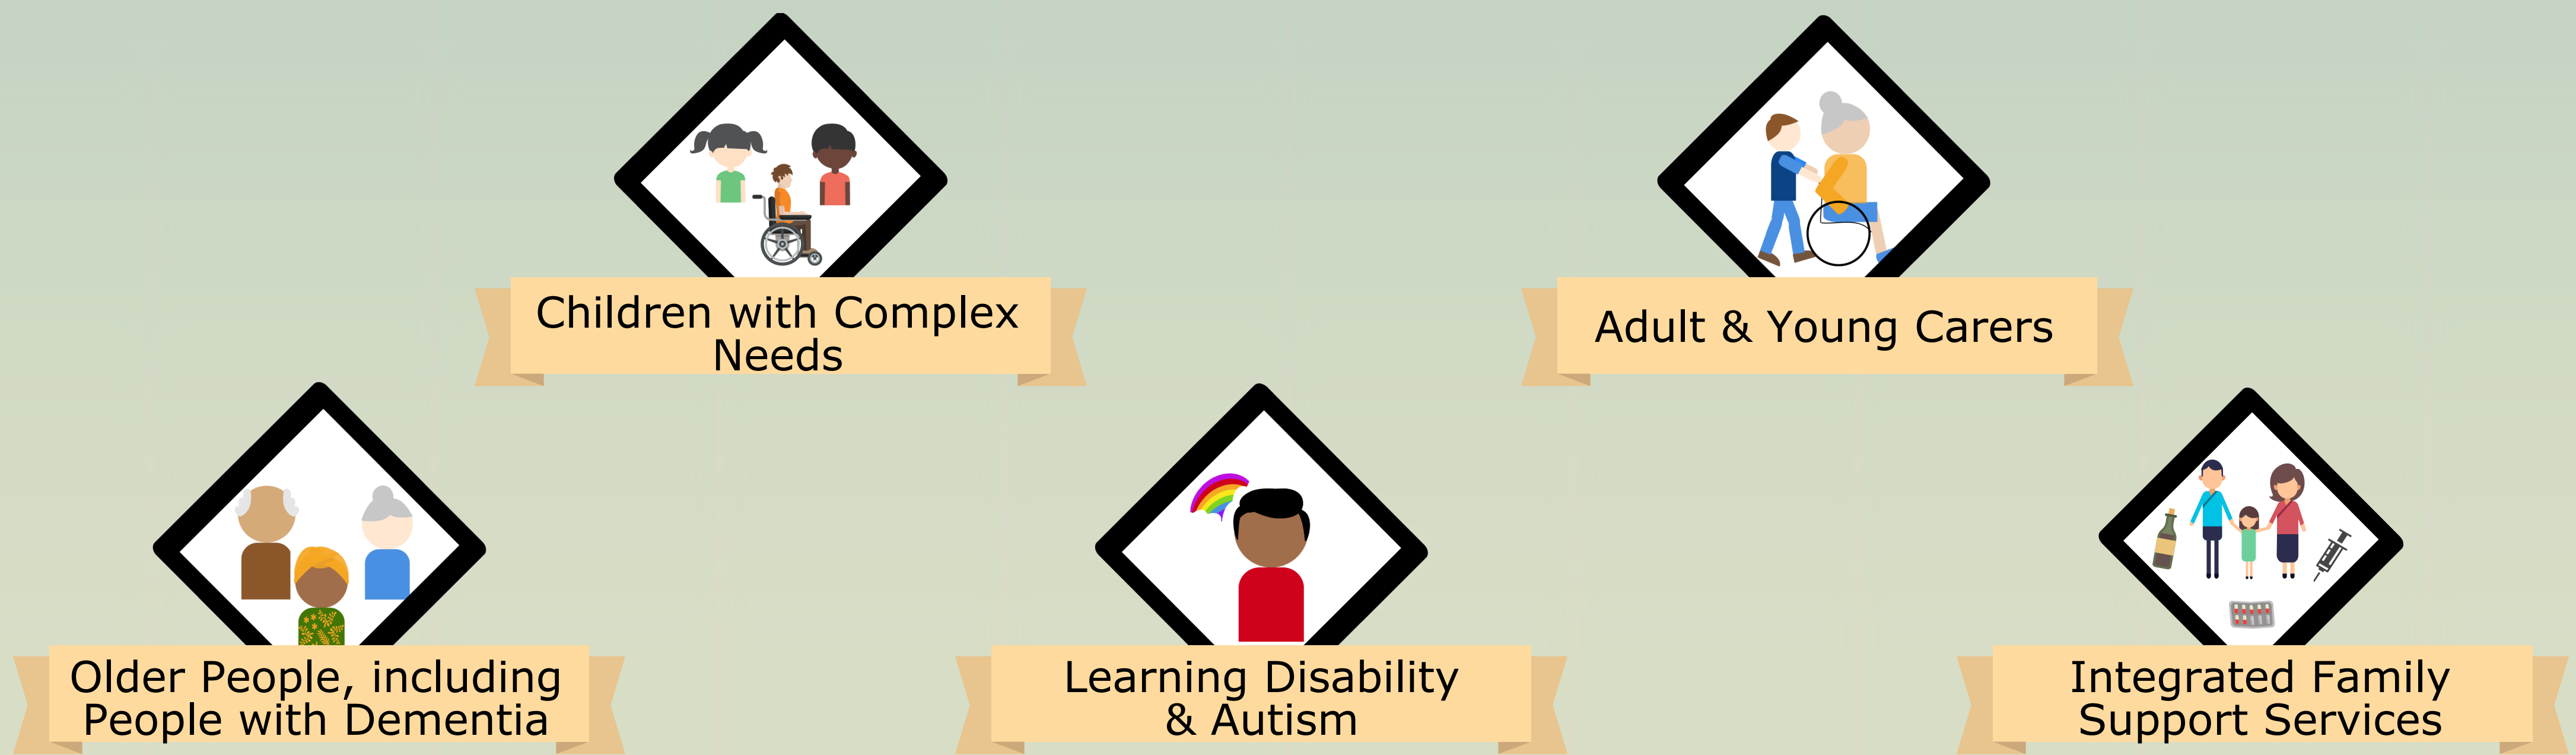 Children with Complex
Needs
Adult & Young Carers
Older People, including
People with Dementia
Learning Disability
& Autism
Integrated Family
Support Services